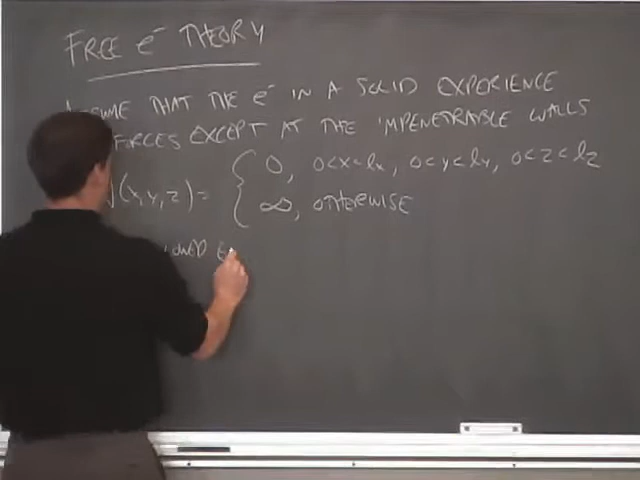 FREE e⁻ THEORY
THAT THE e⁻ IN A SOLID EXPERIENCE
FORCES EXCEPT AT THE IMPENETRABLE WALLS
(x,y,z) = { 0, 0<x<lx, 0<y<ly, 0<z<lz
∞, OTHERWISE